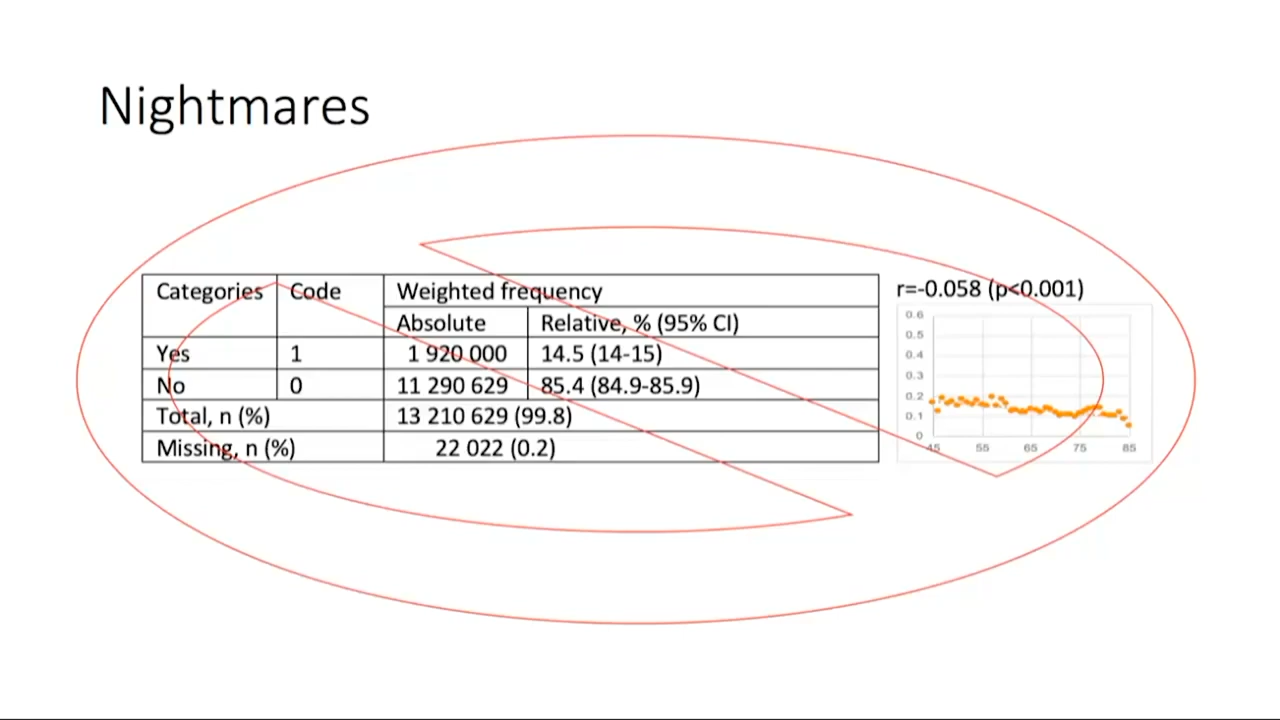 Nightmares
Categories Code Weighted frequency
Absolute Relative, % (95% CI)
Yes 1 1 920 000 14.5 (14-15)
No 0 11 290 629 85.4 (84.9-85.9)
Total, n (%) 13 210 629 (99.8)
Missing, n (%) 22 022 (0.2)
r=-0.058 (p<0.001)
0.6
0.5
0.4
0.3
0.2
0.1
0
45 55 65 75 85